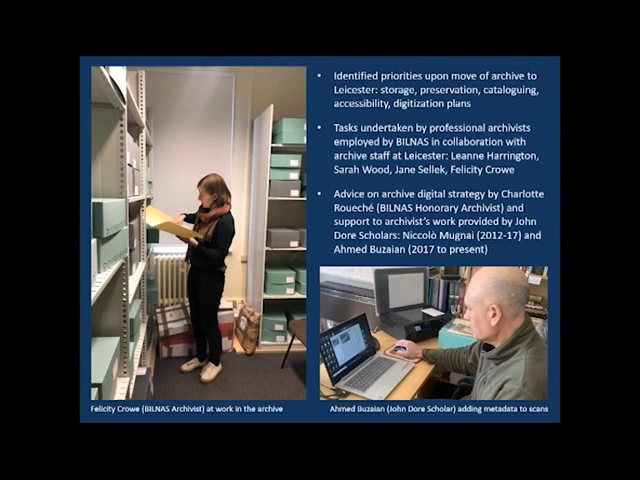 • Identified priorities upon move of archive to
Leicester: storage, preservation, cataloguing,
accessibility, digitization plans
• Tasks undertaken by professional archivists
employed by BILNAS in collaboration with
archive staff at Leicester: Leanne Harrington,
Sarah Wood, Jane Sellek, Felicity Crowe
• Advice on archive digital strategy by Charlotte
Roueché (BILNAS Honorary Archivist) and
support to archivist's work provided by John
Dore Scholars: Niccolò Mugnai (2012-17) and
Ahmed Buzaian (2017 to present)
Felicity Crowe (BILNAS Archivist) at work in the archive
Ahmed Buzaian (John Dore Scholar) adding metadata to scans